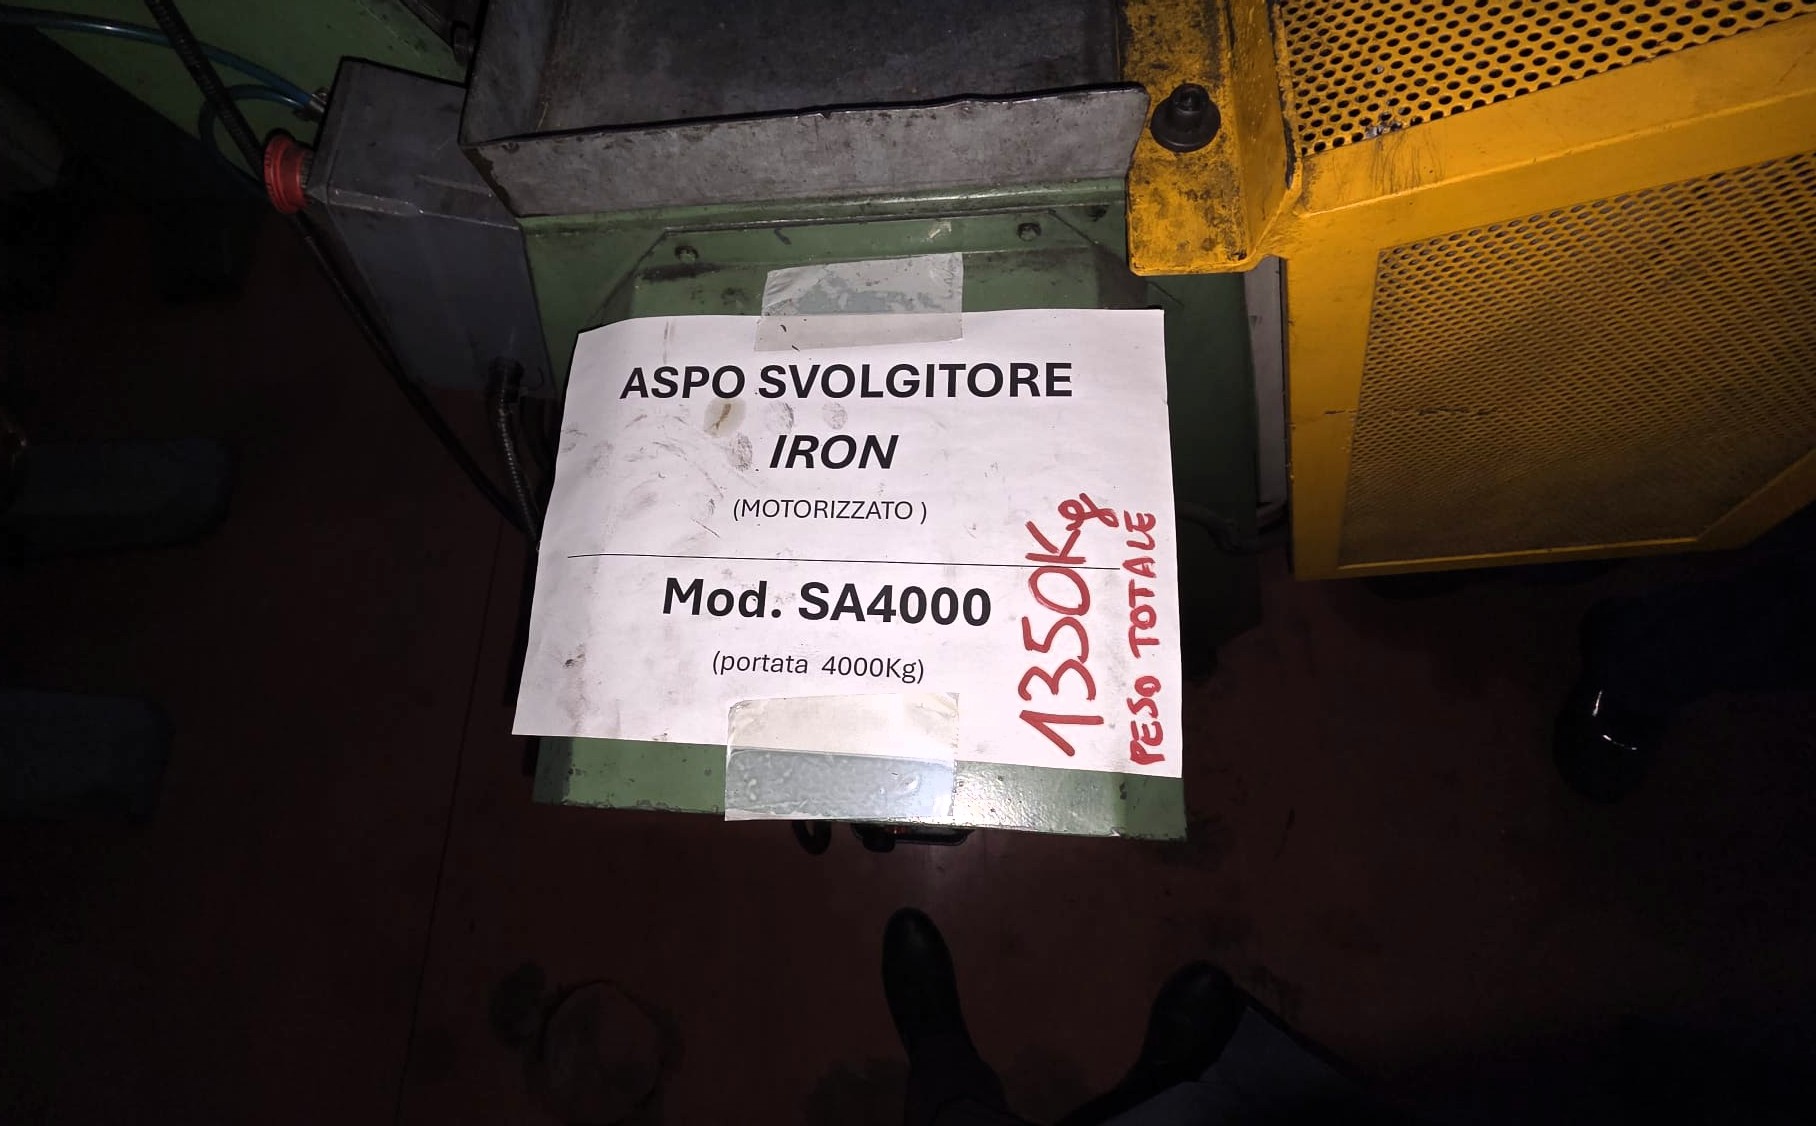 ASPO SVOLGITORE
IRON
(MOTORIZZATO )
Mod. SA4000
(portata 4000Kg)
1350Kg
PESO TOTALE